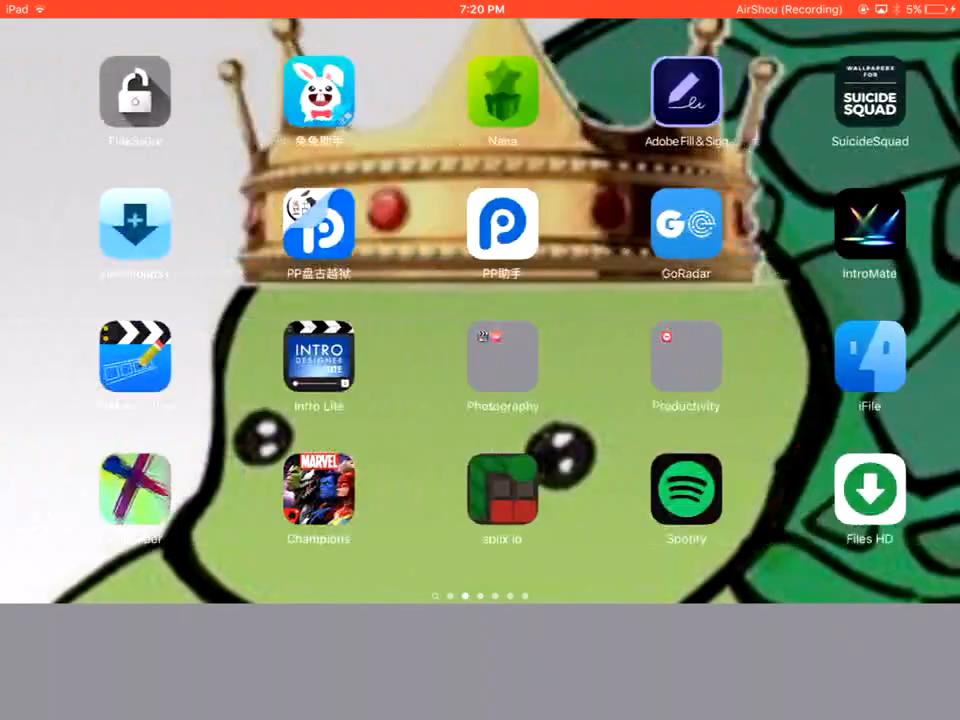 iPad
7:20 PM
AirShou (Recording)
5%
WALLPAPERS
FOR
SUICIDE
SQUAD
兔兔助手
Nana
Adobe Fill & Sign
SuicideSquad
PP盘古越狱
PP助手
GO
GoRadar
IntroMate
INTRO
DESIGNER
LITE
Intro Lite
Photography
Productivity
iFile
MARVEL
Champions
splix io
Spotify
Files HD